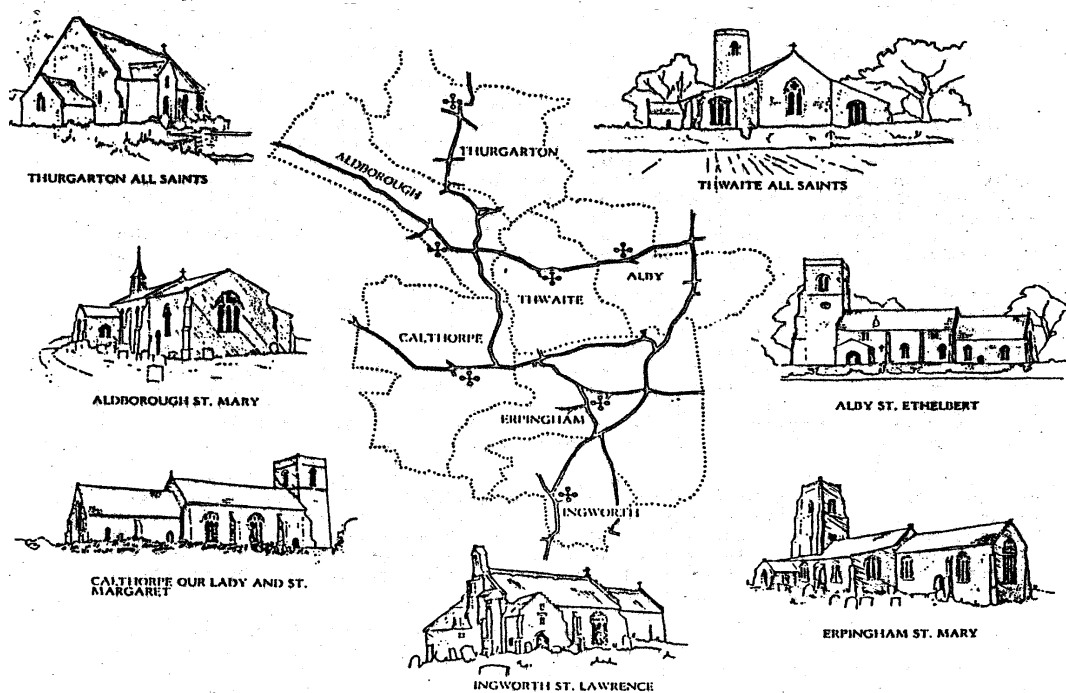 THURGARTON ALL SAINTS
THWAITE ALL SAINTS
THURGARTON
ALDBOROUGH
ALBY
THWAITE
CALTHORPE
ERPINGHAM
INGWORTH
ALDBOROUGH ST. MARY
ALBY ST. ETHELBERT
CALTHORPE OUR LADY AND ST.
MARGARET
ERPINGHAM ST. MARY
INGWORTH ST. LAWRENCE